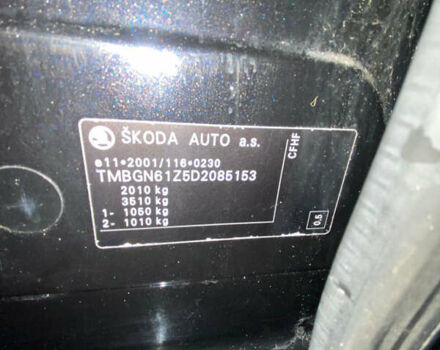 ŠKODA AUTO a.s.
e11*2001/116*0230
TMBGN61Z5D2085153
2010 kg
3510 kg
1- 1050 kg
2- 1010 kg
CFHF
0.5